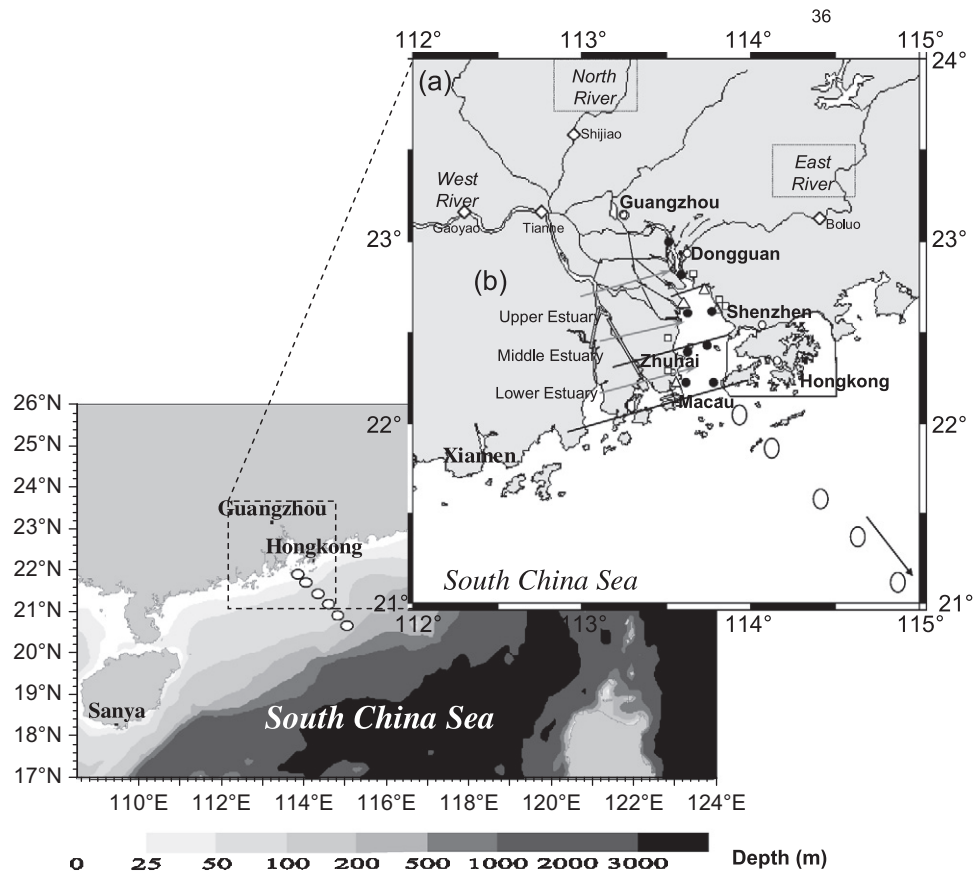 36
112° 113° 114° 115°
24°
(a)
North
River
Shijiao
East
River
West
River
Guangzhou
Gaoyao
Tianhe
Boluo
23°
23°
Dongguan
(b)
Upper Estuary
Shenzhen
Middle Estuary
Zhuhai
Hongkong
Lower Estuary
Macau
22°
22°
Xiamen
South China Sea
21°
21°
112° 113° 114° 115°
26°N
25°N
24°N
Guangzhou
23°N
Hongkong
22°N
21°N
20°N
19°N
Sanya
South China Sea
18°N
17°N
110°E 112°E 114°E 116°E 118°E 120°E 122°E 124°E
0 25 50 100 200 500 1000 2000 3000 Depth (m)